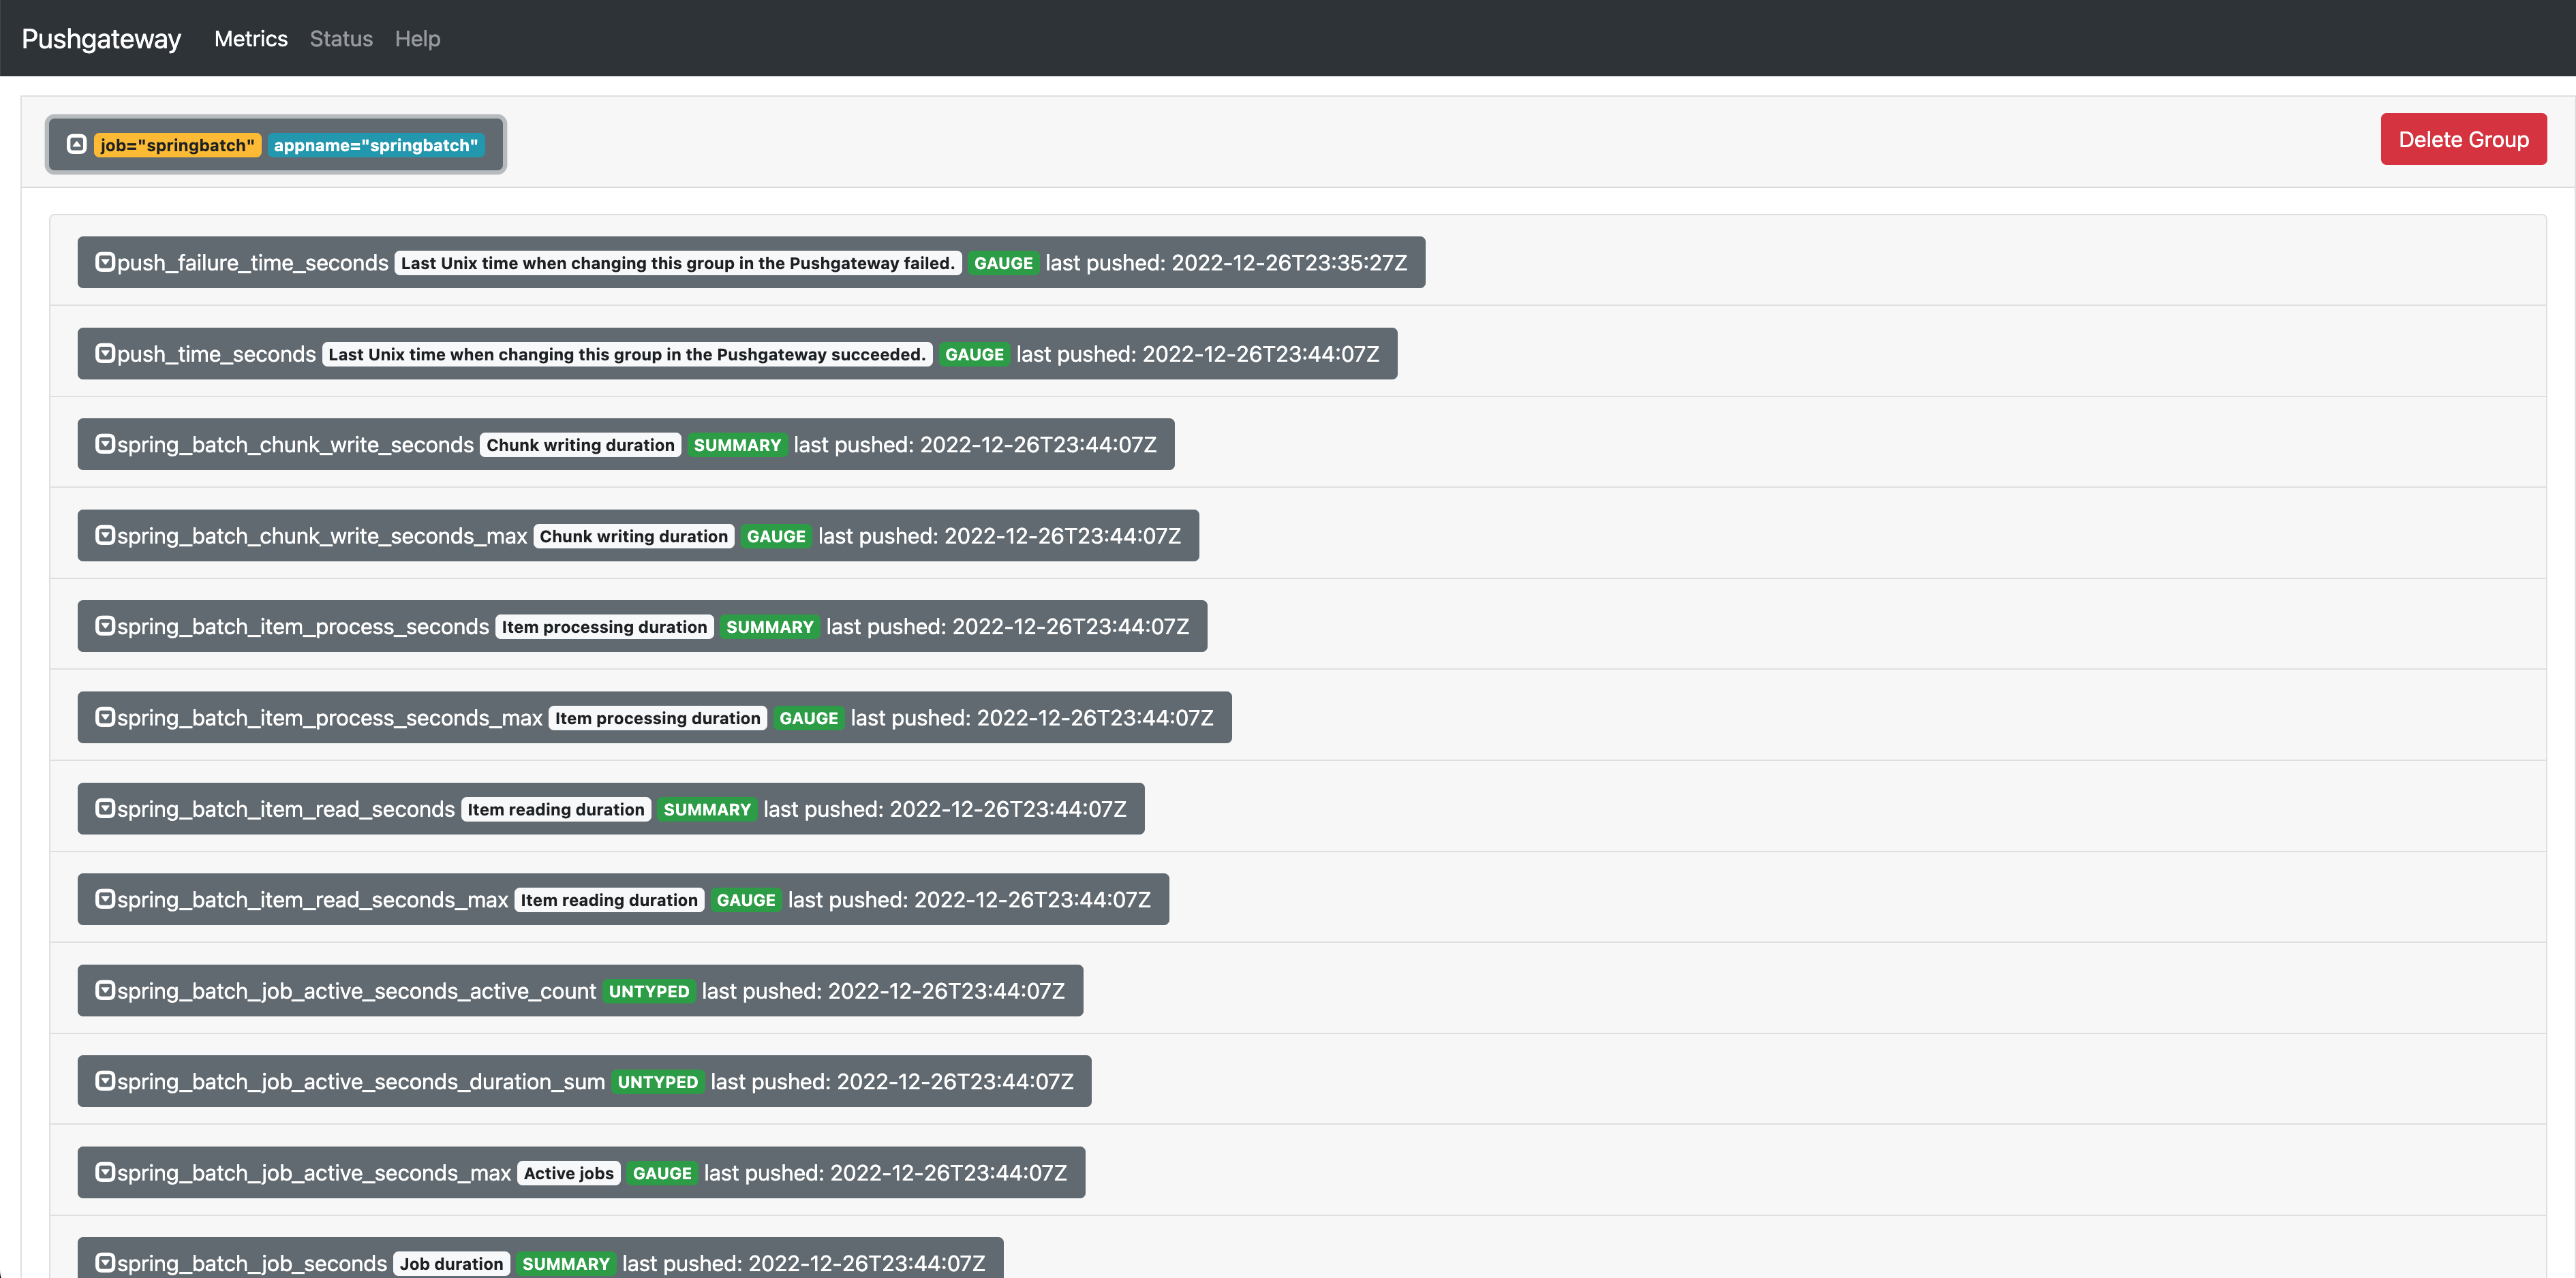 Pushgateway Metrics Status Help
job="springbatch" appname="springbatch" Delete Group
push_failure_time_seconds Last Unix time when changing this group in the Pushgateway failed. GAUGE last pushed: 2022-12-26T23:35:27Z
push_time_seconds Last Unix time when changing this group in the Pushgateway succeeded. GAUGE last pushed: 2022-12-26T23:44:07Z
spring_batch_chunk_write_seconds Chunk writing duration SUMMARY last pushed: 2022-12-26T23:44:07Z
spring_batch_chunk_write_seconds_max Chunk writing duration GAUGE last pushed: 2022-12-26T23:44:07Z
spring_batch_item_process_seconds Item processing duration SUMMARY last pushed: 2022-12-26T23:44:07Z
spring_batch_item_process_seconds_max Item processing duration GAUGE last pushed: 2022-12-26T23:44:07Z
spring_batch_item_read_seconds Item reading duration SUMMARY last pushed: 2022-12-26T23:44:07Z
spring_batch_item_read_seconds_max Item reading duration GAUGE last pushed: 2022-12-26T23:44:07Z
spring_batch_job_active_seconds_active_count UNTYPED last pushed: 2022-12-26T23:44:07Z
spring_batch_job_active_seconds_duration_sum UNTYPED last pushed: 2022-12-26T23:44:07Z
spring_batch_job_active_seconds_max Active jobs GAUGE last pushed: 2022-12-26T23:44:07Z
spring_batch_job_seconds Job duration SUMMARY last pushed: 2022-12-26T23:44:07Z